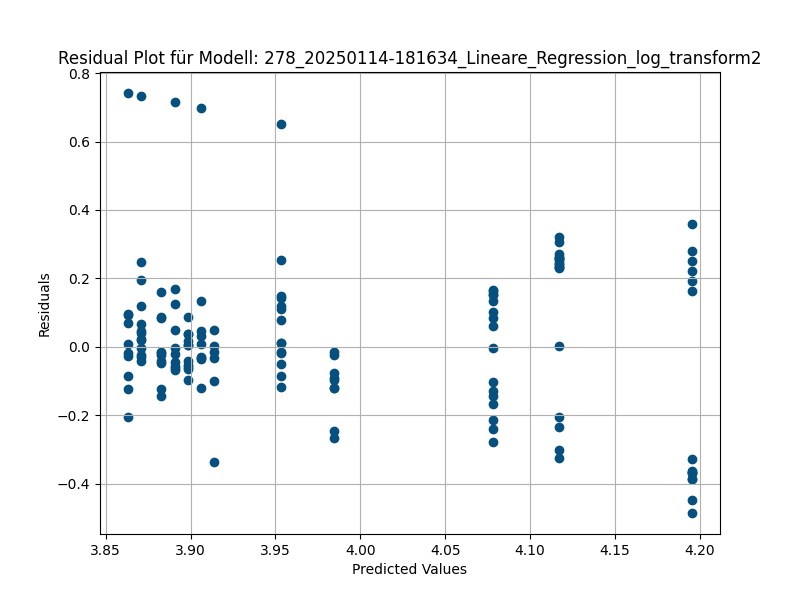 Residual Plot für Modell: 278_20250114-181634_Lineare_Regression_log_transform2
0.8
0.6
0.4
0.2
0.0
−0.2
−0.4
Residuals
3.85 3.90 3.95 4.00 4.05 4.10 4.15 4.20
Predicted Values